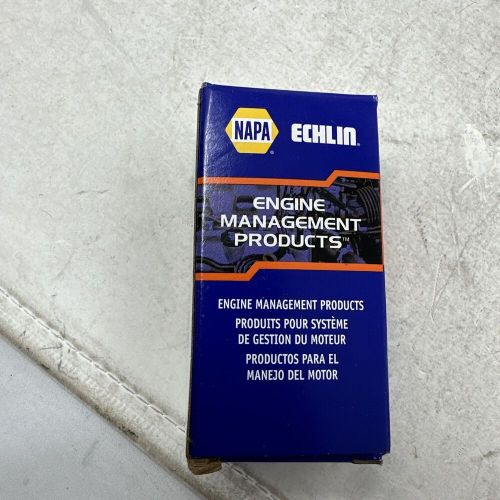 NAPA ECHLIN
ENGINE
MANAGEMENT
PRODUCTS™
ENGINE MANAGEMENT PRODUCTS
PRODUITS POUR SYSTÈME
DE GESTION DU MOTEUR
PRODUCTOS PARA EL
MANEJO DEL MOTOR